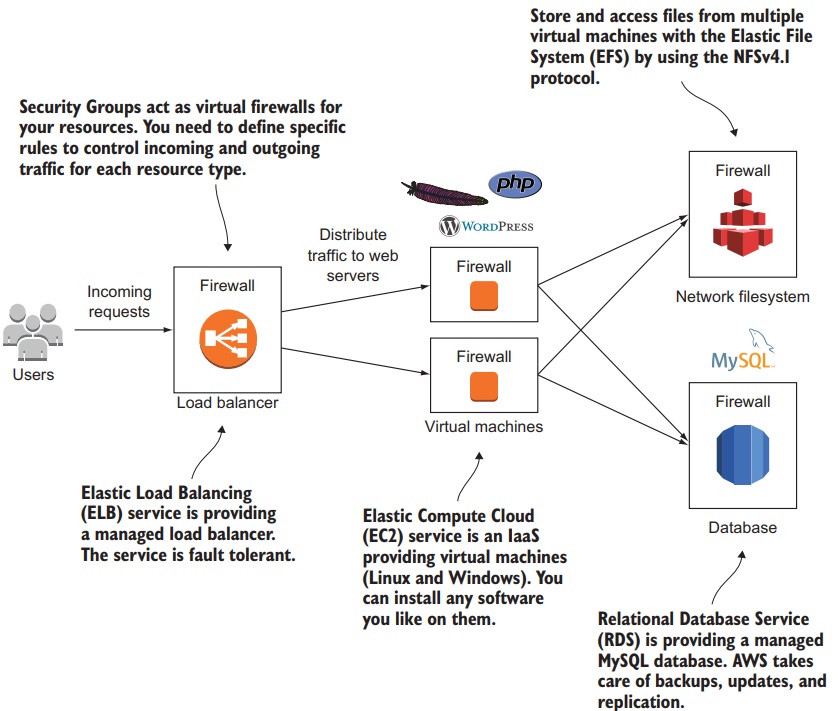 Store and access files from multiple
virtual machines with the Elastic File
System (EFS) by using the NFSv4.1
protocol.
Security Groups act as virtual firewalls for
your resources. You need to define specific
rules to control incoming and outgoing
traffic for each resource type.
php
WORDPRESS
Distribute
traffic to web
servers
Incoming
requests
Users
Firewall
Load balancer
Firewall
Firewall
Virtual machines
Firewall
Network filesystem
MySQL
Firewall
Database
Elastic Load Balancing
(ELB) service is providing
a managed load balancer.
The service is fault tolerant.
Elastic Compute Cloud
(EC2) service is an IaaS
providing virtual machines
(Linux and Windows). You
can install any software
you like on them.
Relational Database Service
(RDS) is providing a managed
MySQL database. AWS takes
care of backups, updates, and
replication.